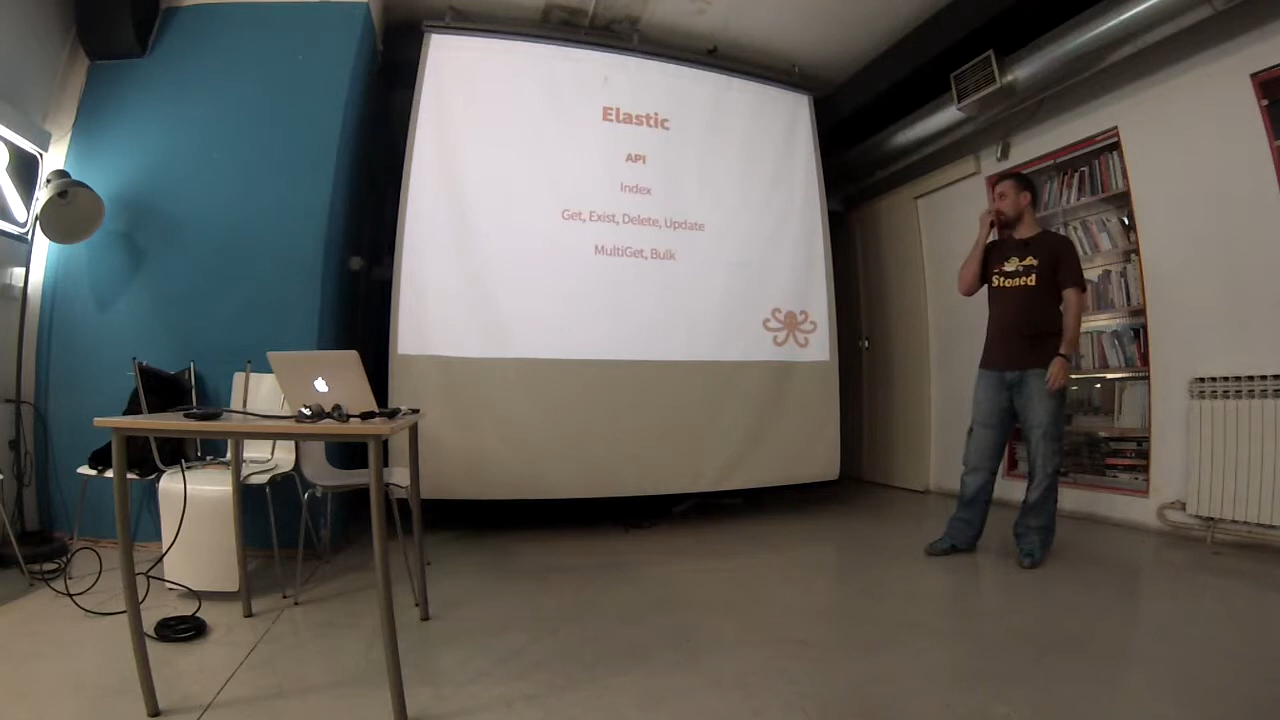 Elastic
API
Index
Get, Exist, Delete, Update
MultiGet, Bulk
Stoned